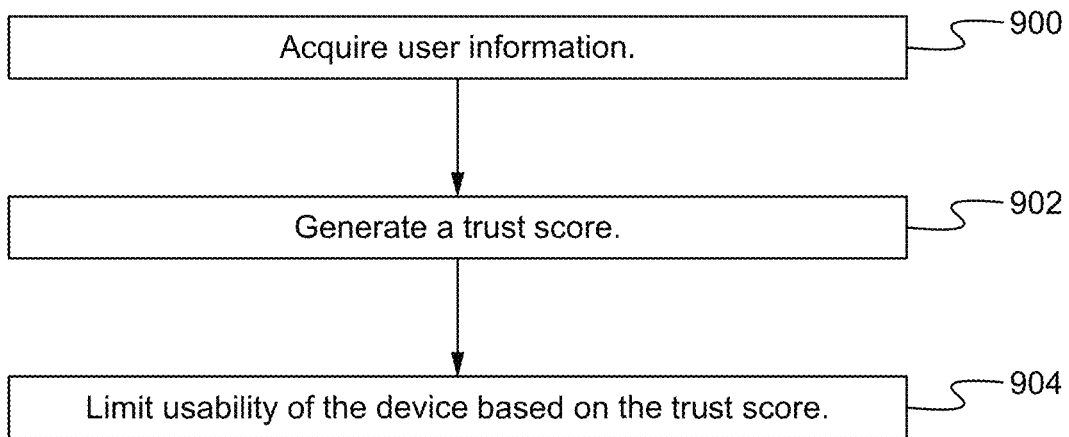 Acquire user information.
900
Generate a trust score.
902
Limit usability of the device based on the trust score.
904